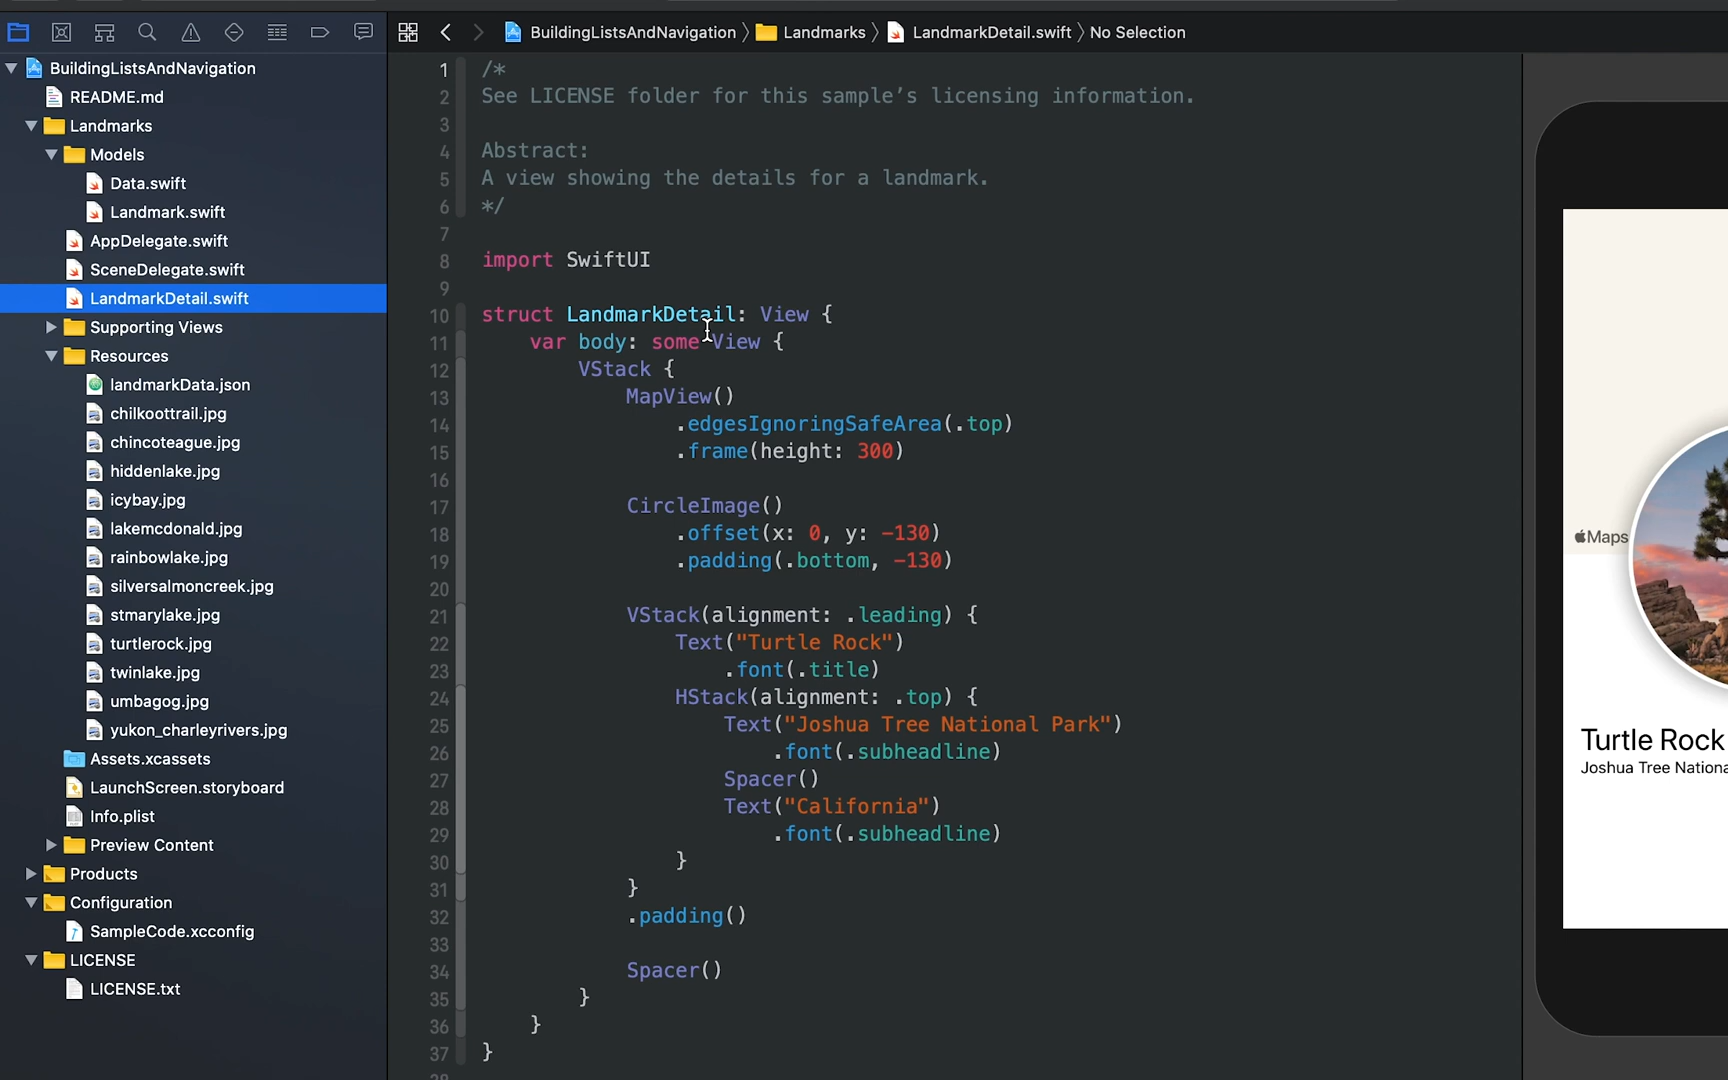 BuildingListsAndNavigation 〉 Landmarks 〉 LandmarkDetail.swift 〉 No Selection
BuildingListsAndNavigation
README.md
Landmarks
Models
Data.swift
Landmark.swift
AppDelegate.swift
SceneDelegate.swift
LandmarkDetail.swift
Supporting Views
Resources
landmarkData.json
chilkoottrail.jpg
chincoteague.jpg
hiddenlake.jpg
icybay.jpg
lakemcdonald.jpg
rainbowlake.jpg
silversalmoncreek.jpg
stmarylake.jpg
turtlerock.jpg
twinlake.jpg
umbagog.jpg
yukon_charleyrivers.jpg
Assets.xcassets
LaunchScreen.storyboard
Info.plist
Preview Content
Products
Configuration
SampleCode.xcconfig
LICENSE
LICENSE.txt
1 /*
2 See LICENSE folder for this sample’s licensing information.
3
4 Abstract:
5 A view showing the details for a landmark.
6 */
7
8 import SwiftUI
9
10 struct LandmarkDetail: View {
11 var body: some View {
12 VStack {
13 MapView()
14 .edgesIgnoringSafeArea(.top)
15 .frame(height: 300)
16
17 CircleImage()
18 .offset(x: 0, y: -130)
19 .padding(.bottom, -130)
20
21 VStack(alignment: .leading) {
22 Text("Turtle Rock")
23 .font(.title)
24 HStack(alignment: .top) {
25 Text("Joshua Tree National Park")
26 .font(.subheadline)
27 Spacer()
28 Text("California")
29 .font(.subheadline)
30 }
31 }
32 .padding()
33
34 Spacer()
35 }
36 }
37 }
Maps
Turtle Rock
Joshua Tree Nationa